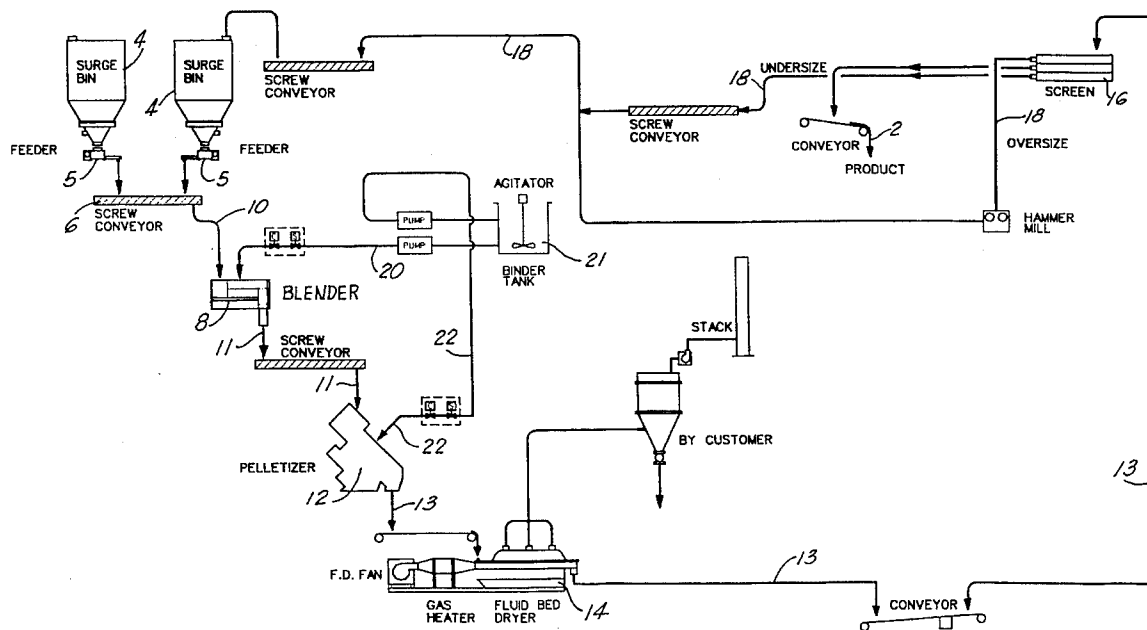 4
SURGE
BIN
SURGE
BIN
4
FEEDER
FEEDER
5
5
6
SCREW
CONVEYOR
10
SCREW
CONVEYOR
18
18
UNDERSIZE
SCREW
CONVEYOR
CONVEYOR
2
PRODUCT
SCREEN
16
18
OVERSIZE
HAMMER
MILL
AGITATOR
PUMP
PUMP
20
21
BINDER
TANK
BLENDER
8
11
SCREW
CONVEYOR
11
22
22
STACK
BY CUSTOMER
PELLETIZER
12
13
13
F.D. FAN
GAS
HEATER
FLUID BED
DRYER
14
13
CONVEYOR